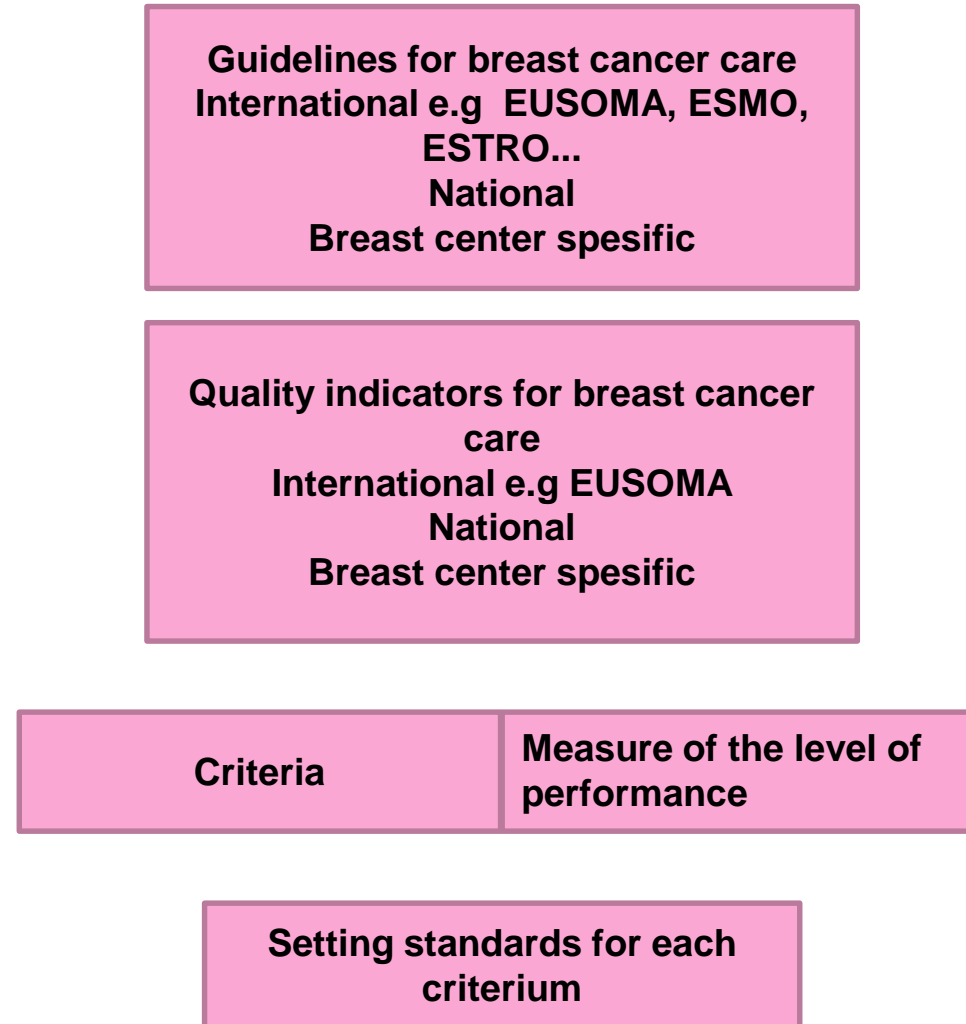 Guidelines for breast cancer care
International e.g  EUSOMA, ESMO,
ESTRO...
National
Breast center spesific
Quality indicators for breast cancer
care
International e.g EUSOMA
National
Breast center spesific
Criteria
Measure of the level of
performance
Setting standards for each
criterium